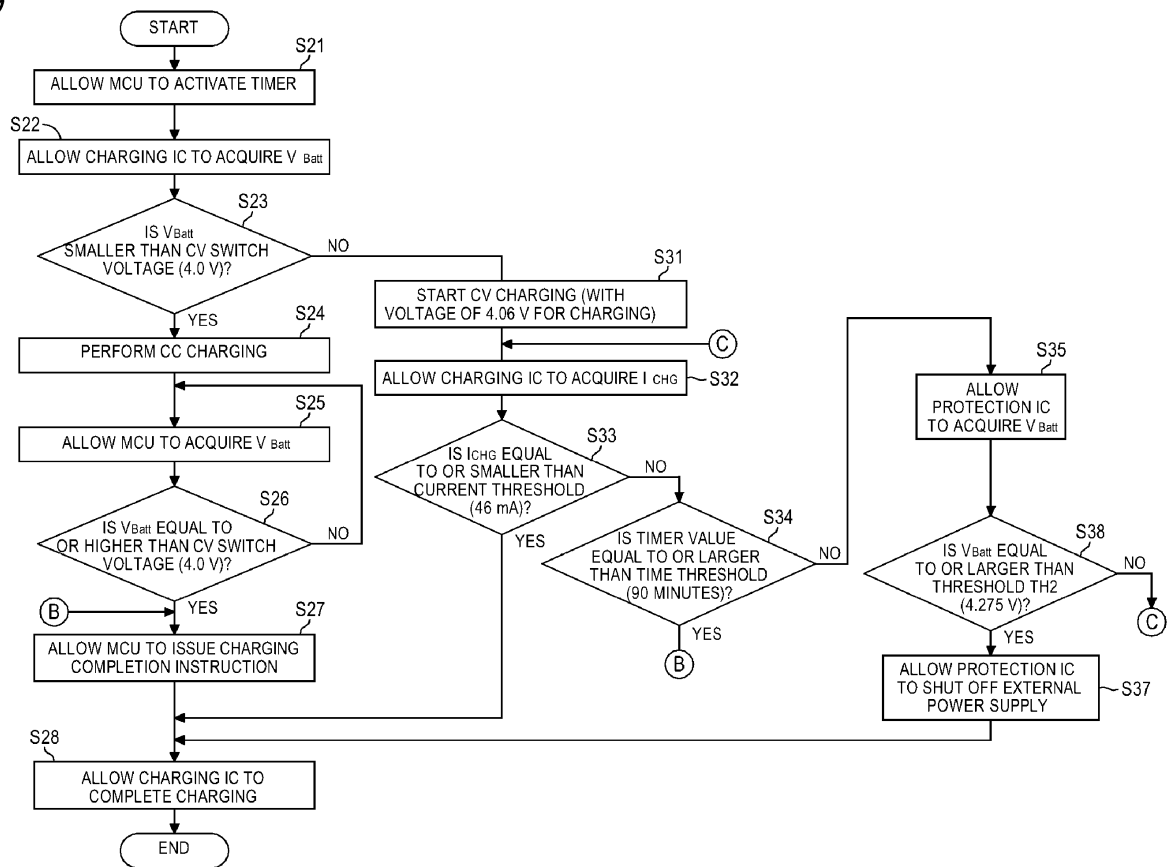 START
S21
ALLOW MCU TO ACTIVATE TIMER
S22
ALLOW CHARGING IC TO ACQUIRE V Batt
S23
IS VBatt
SMALLER THAN CV SWITCH
VOLTAGE (4.0 V)?
NO
YES
S24
PERFORM CC CHARGING
S25
ALLOW MCU TO ACQUIRE V Batt
S26
IS VBatt EQUAL TO
OR HIGHER THAN CV SWITCH
VOLTAGE (4.0 V)?
NO
YES
B
S27
ALLOW MCU TO ISSUE CHARGING
COMPLETION INSTRUCTION
S28
ALLOW CHARGING IC TO
COMPLETE CHARGING
END
S31
START CV CHARGING (WITH
VOLTAGE OF 4.06 V FOR CHARGING)
C
ALLOW CHARGING IC TO ACQUIRE I CHG
S32
S33
IS ICHG EQUAL
TO OR SMALLER THAN
CURRENT THRESHOLD
(46 mA)?
NO
YES
S34
IS TIMER VALUE
EQUAL TO OR LARGER
THAN TIME THRESHOLD
(90 MINUTES)?
NO
YES
B
S35
ALLOW
PROTECTION IC
TO ACQUIRE VBatt
S38
IS VBatt EQUAL
TO OR LARGER THAN
THRESHOLD TH2
(4.275 V)?
NO
C
YES
ALLOW PROTECTION IC
TO SHUT OFF EXTERNAL
POWER SUPPLY
S37